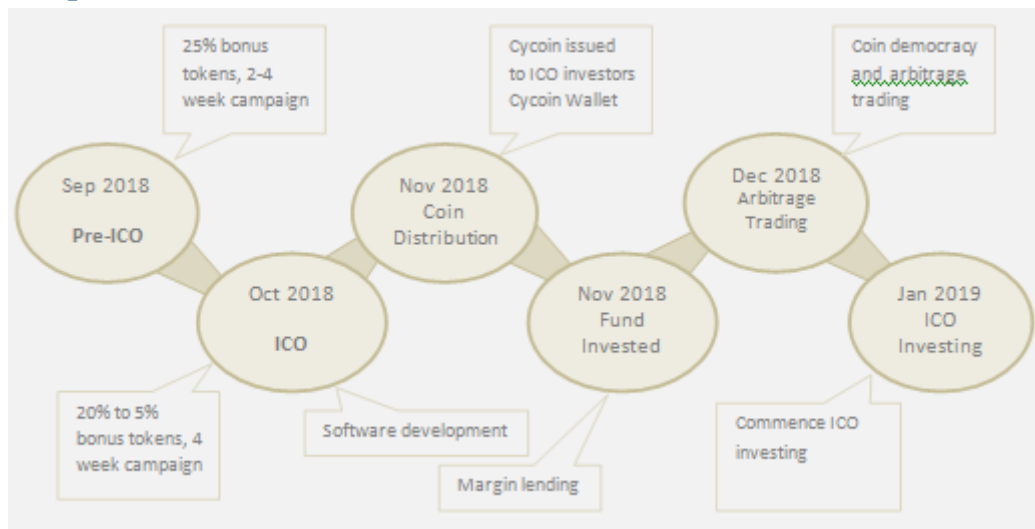 25% bonus
tokens, 2-4
week campaign
Cycoin issued
to ICO investors
Cycoin Wallet
Coin democracy
and arbitrage
trading
Sep 2018
Pre-ICO
Nov 2018
Coin
Distribution
Dec 2018
Arbitrage
Trading
Oct 2018
ICO
Nov 2018
Fund
Invested
Jan 2019
ICO
Investing
20% to 5%
bonus tokens, 4
week campaign
Software development
Margin lending
Commence ICO
investing